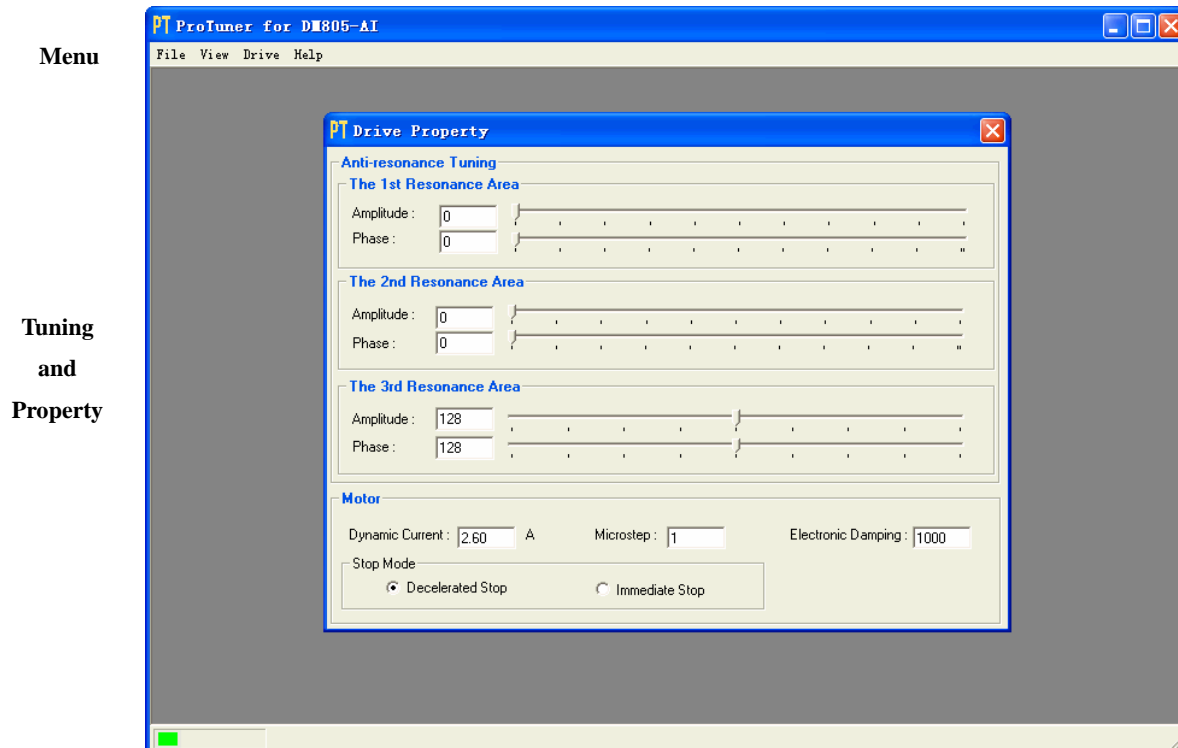 PT ProTuner for DM805-AI
Menu
File View Drive Help
PT Drive Property
Anti-resonance Tuning
The 1st Resonance Area
Amplitude : 0
Phase : 0
The 2nd Resonance Area
Amplitude : 0
Phase : 0
Tuning
and
Property
The 3rd Resonance Area
Amplitude : 128
Phase : 128
Motor
Dynamic Current : 2.60 A Microstep : 1 Electronic Damping : 1000
Stop Mode
Decelerated Stop Immediate Stop